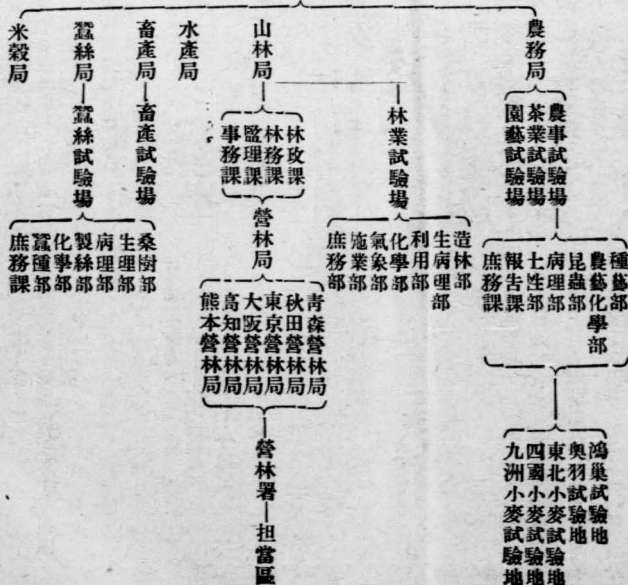 農務局
農事試驗場
茶業試驗場
園藝試驗場
種藝部
農藝化學部
昆蟲部
病理部
土性部
報告課
庶務課
鴻巢試驗地
奧羽試驗地
東北小麥試驗地
四國小麥試驗地
九洲小麥試驗地
山林局
林業試驗場
造林部
生病理部
利用部
化學部
氣象部
施業部
庶務部
林政課
林務課
監理課
事務課
營林局
靑森營林局
秋田營林局
東京營林局
大阪營林局
高知營林局
熊本營林局
營林署
担當區
水產局
畜產局
畜產試驗場
蠶絲局
蠶絲試驗場
桑樹部
生理部
病理部
製絲部
化學部
蠶種部
庶務課
米穀局